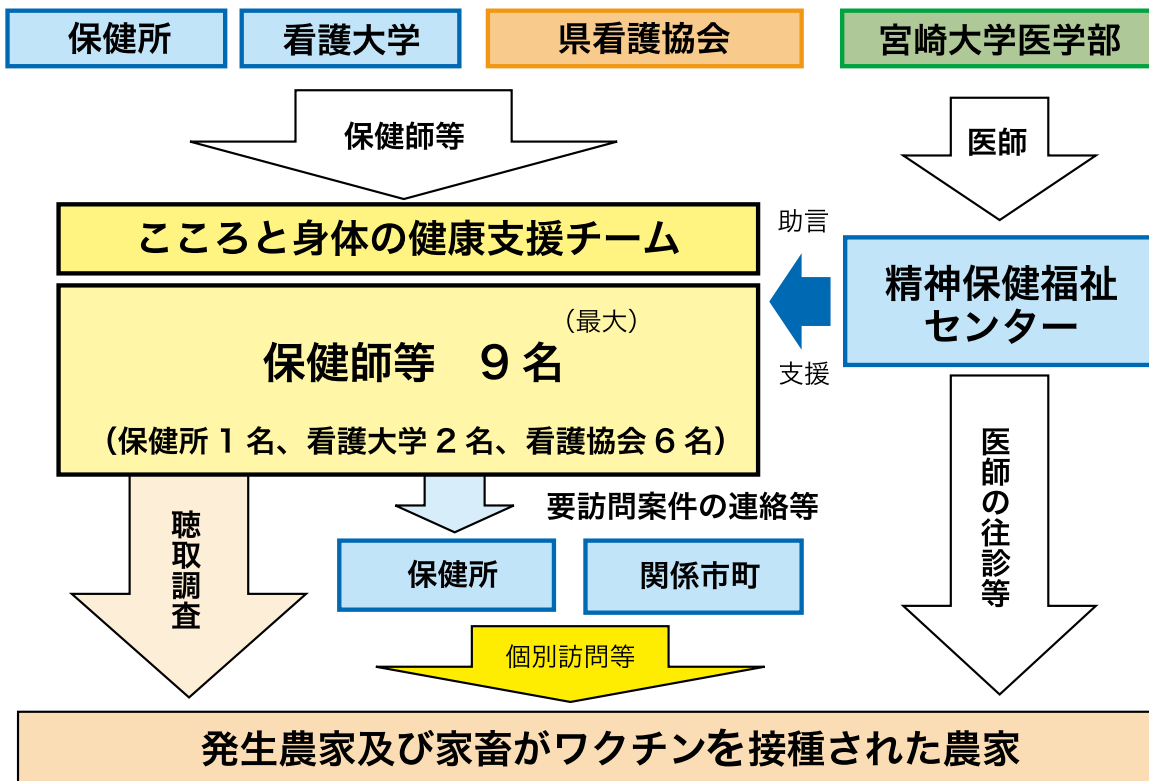 保健所
看護大学
県看護協会
宮崎大学医学部
保健師等
医師
こころと身体の健康支援チーム
助言
支援
精神保健福祉
センター
(最大)
保健師等　9名
(保健所1名、看護大学2名、看護協会6名)
聴取調査
要訪問案件の連絡等
保健所
関係市町
医師の往診等
個別訪問等
発生農家及び家畜がワクチンを接種された農家